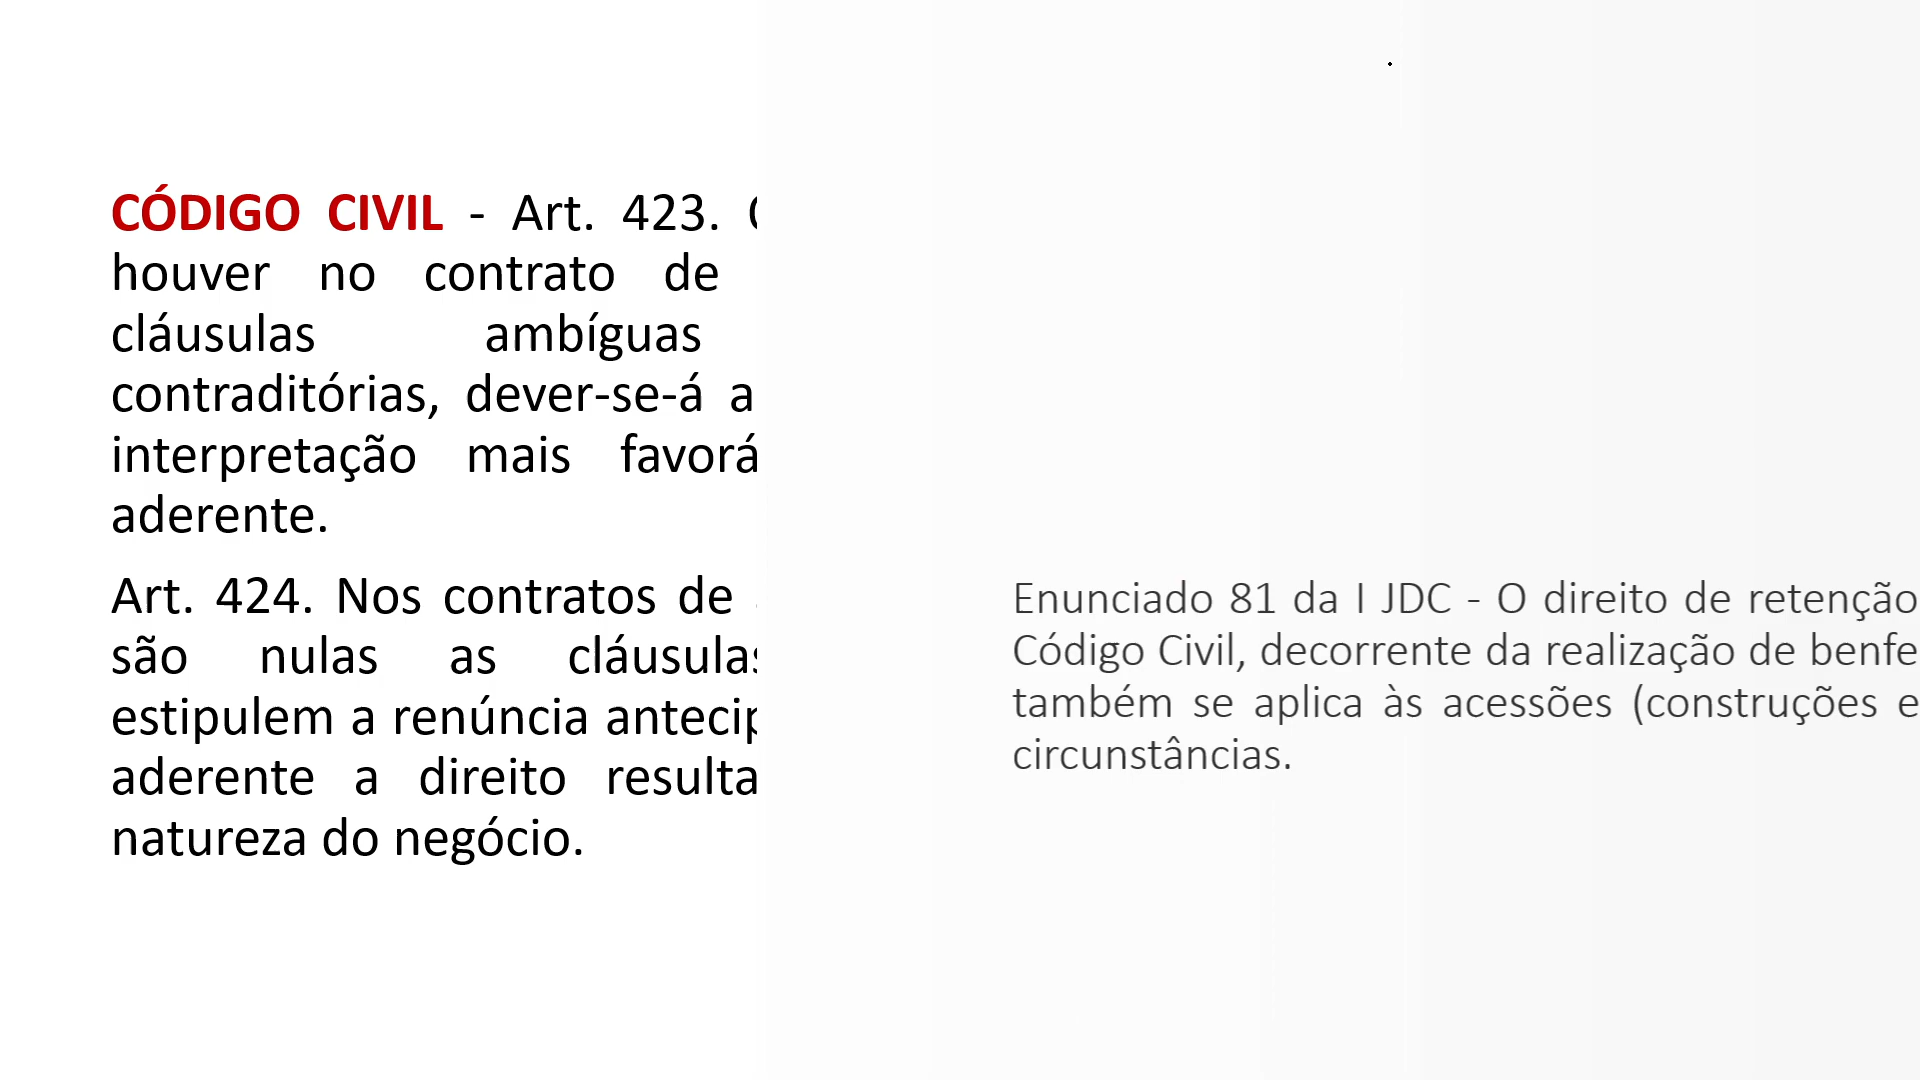 CÓDIGO CIVIL - Art. 423.
houver no contrato de
cláusulas ambíguas
contraditórias, dever-se-á
interpretação mais
aderente.
Art. 424. Nos contratos de
são nulas as
estipulem a renúncia
aderente a direito
natureza do negócio.
Enunciado 81 da I JDC - O direito de retenção
Código Civil, decorrente da realização de
também se aplica às acessões (construções e
circunstâncias.